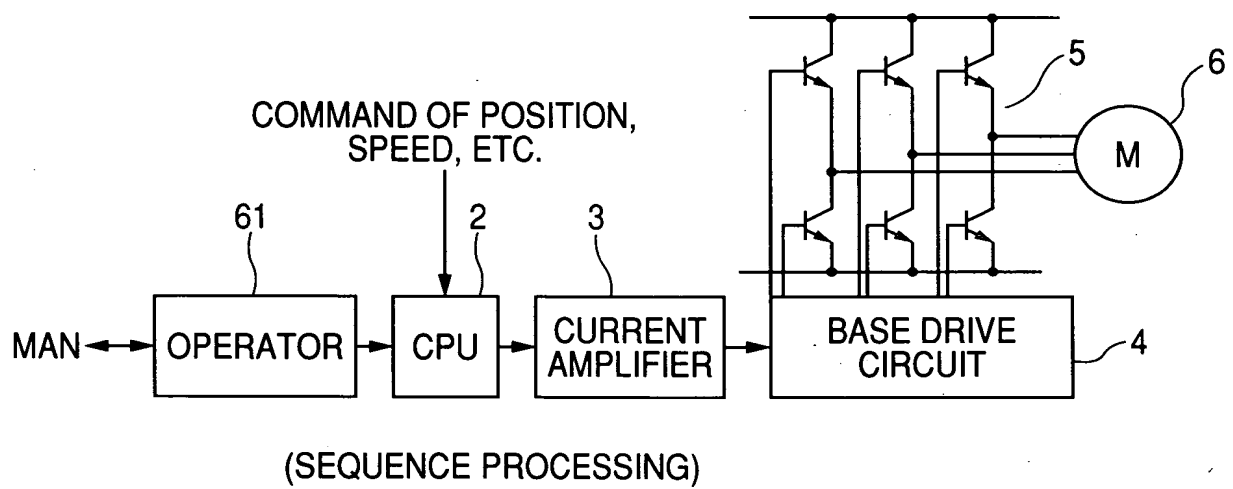 5
6
COMMAND OF POSITION,
SPEED, ETC.
M
61
2
3
MAN
OPERATOR
CPU
CURRENT
AMPLIFIER
BASE DRIVE
CIRCUIT
4
(SEQUENCE PROCESSING)